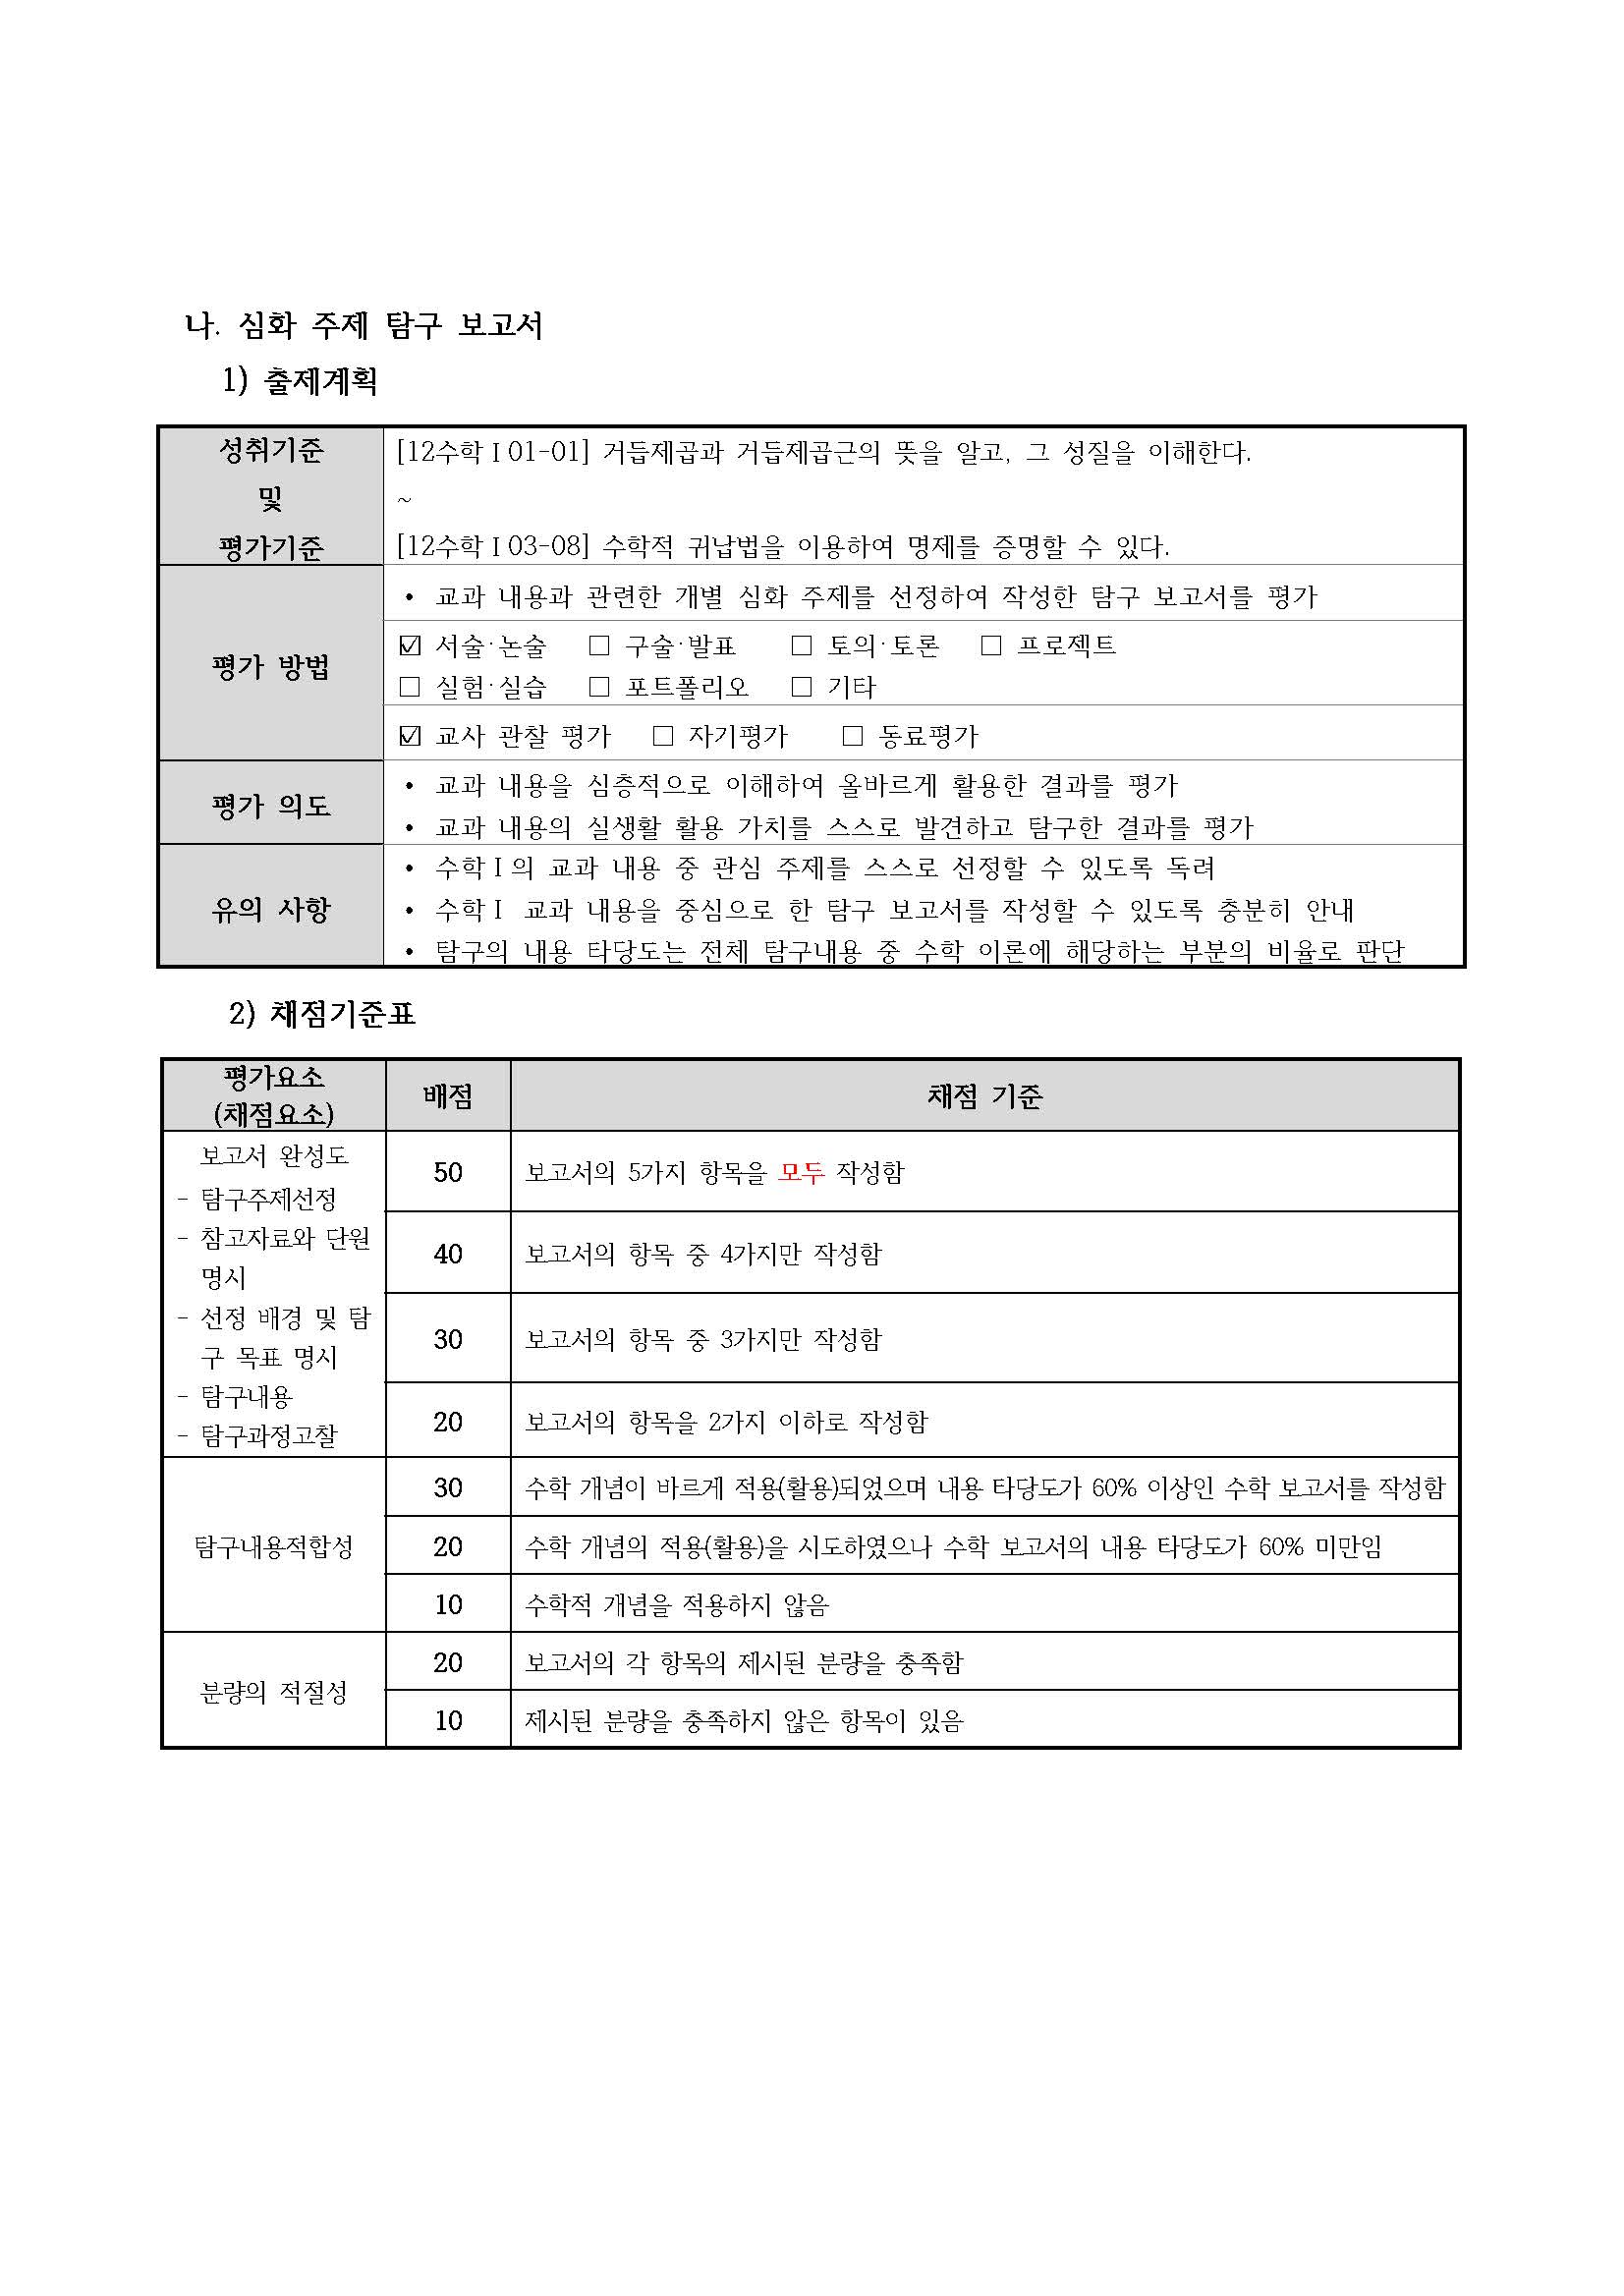 나. 심화 주제 탐구 보고서
1) 출제계획
성취기준
및
평가기준
[12수학Ⅰ01-01] 거듭제곱과 거듭제곱근의 뜻을 알고, 그 성질을 이해한다.
~
[12수학Ⅰ03-08] 수학적 귀납법을 이용하여 명제를 증명할 수 있다.
평가 방법
• 교과 내용과 관련한 개별 심화 주제를 선정하여 작성한 탐구 보고서를 평가
☑ 서술·논술 □ 구술·발표 □ 토의·토론 □ 프로젝트
□ 실험·실습 □ 포트폴리오 □ 기타
☑ 교사 관찰 평가 □ 자기평가 □ 동료평가
평가 의도
• 교과 내용을 심층적으로 이해하여 올바르게 활용한 결과를 평가
• 교과 내용의 실생활 활용 가치를 스스로 발견하고 탐구한 결과를 평가
유의 사항
• 수학Ⅰ의 교과 내용 중 관심 주제를 스스로 선정할 수 있도록 독려
• 수학Ⅰ 교과 내용을 중심으로 한 탐구 보고서를 작성할 수 있도록 충분히 안내
• 탐구의 내용 타당도는 전체 탐구내용 중 수학 이론에 해당하는 부분의 비율로 판단
2) 채점기준표
평가요소
(채점요소)
배점
채점 기준
보고서 완성도
- 탐구주제선정
- 참고자료와 단원
명시
- 선정 배경 및 탐
구 목표 명시
- 탐구내용
- 탐구과정고찰
50 보고서의 5가지 항목을 모두 작성함
40 보고서의 항목 중 4가지만 작성함
30 보고서의 항목 중 3가지만 작성함
20 보고서의 항목을 2가지 이하로 작성함
탐구내용적합성
30 수학 개념이 바르게 적용(활용)되었으며 내용 타당도가 60% 이상인 수학 보고서를 작성함
20 수학 개념의 적용(활용)을 시도하였으나 수학 보고서의 내용 타당도가 60% 미만임
10 수학적 개념을 적용하지 않음
분량의 적절성
20 보고서의 각 항목의 제시된 분량을 충족함
10 제시된 분량을 충족하지 않은 항목이 있음